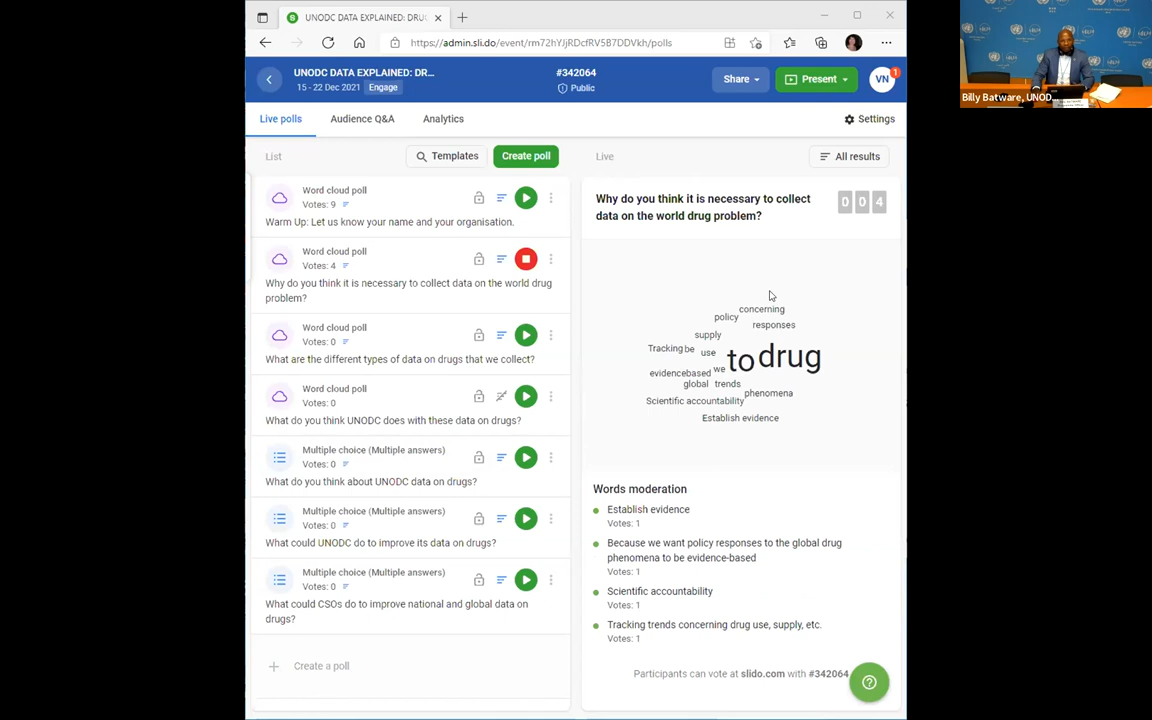 UNODC DATA EXPLAINED: DRUG
https://admin.sli.do/event/rm72hYJjRDcfRV5B7DDVkh/polls
UNODC DATA EXPLAINED: DR...
15 - 22 Dec 2021 Engage
#342064
Public
Share
Present
VN
1
Live polls
Audience Q&A
Analytics
Settings
List
Templates
Create poll
Live
All results
Word cloud poll
Votes: 9
Warm Up: Let us know your name and your organisation.
Word cloud poll
Votes: 4
Why do you think it is necessary to collect data on the world drug
problem?
Word cloud poll
Votes: 0
What are the different types of data on drugs that we collect?
Word cloud poll
Votes: 0
What do you think UNODC does with these data on drugs?
Multiple choice (Multiple answers)
Votes: 0
What do you think about UNODC data on drugs?
Multiple choice (Multiple answers)
Votes: 0
What could UNODC do to improve its data on drugs?
Multiple choice (Multiple answers)
Votes: 0
What could CSOs do to improve national and global data on
drugs?
Create a poll
Why do you think it is necessary to collect
data on the world drug problem?
0 0 4
concerning
policy
responses
supply
Tracking be use
to drug
evidencebased we
global trends
phenomena
Scientific accountability
Establish evidence
Words moderation
Establish evidence
Votes: 1
Because we want policy responses to the global drug
phenomena to be evidence-based
Votes: 1
Scientific accountability
Votes: 1
Tracking trends concerning drug use, supply, etc.
Votes: 1
Participants can vote at slido.com with #342064
Billy Batware, UNOD...